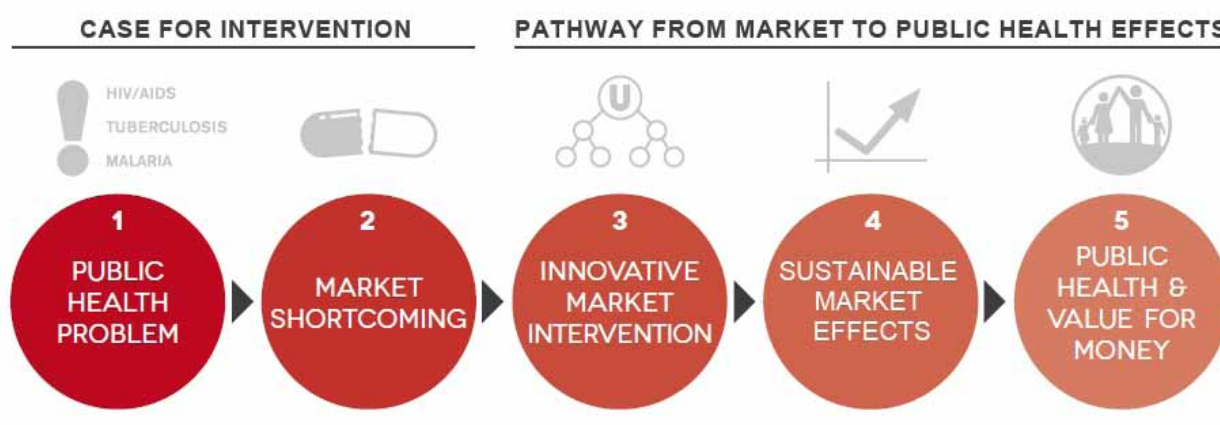 CASE FOR INTERVENTION
PATHWAY FROM MARKET TO PUBLIC HEALTH EFFECTS
HIV/AIDS
TUBERCULOSIS
MALARIA
U
1
PUBLIC
HEALTH
PROBLEM
2
MARKET
SHORTCOMING
3
INNOVATIVE
MARKET
INTERVENTION
4
SUSTAINABLE
MARKET
EFFECTS
5
PUBLIC
HEALTH &
VALUE FOR
MONEY